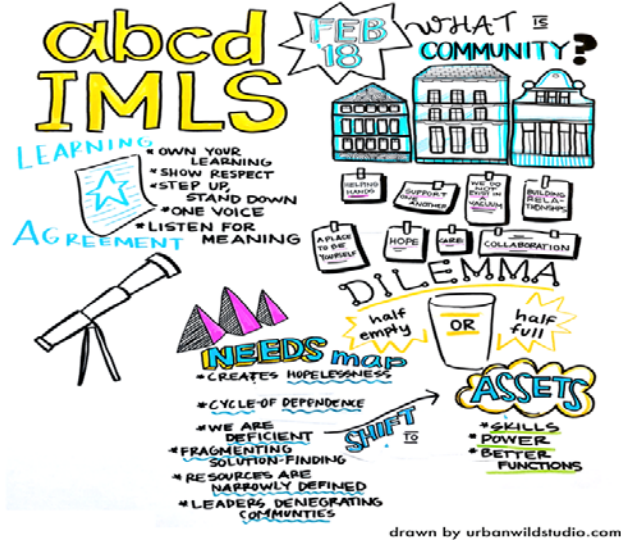 abcd
IMLS
FEB
'18
WHAT IS
COMMUNITY?
LEARNING
AGREEMENT
* OWN YOUR
LEARNING
* SHOW RESPECT
* STEP UP,
STAND DOWN
* ONE VOICE
* LISTEN FOR
MEANING
HELPING
HANDS
SUPPORT
ONE
ANOTHER
WE DO
NOT
EXIST IN
A
VACUUM
BUILDING
RELA-
TIONSHIPS
A PLACE
TO BE
YOURSELF
HOPE
CARE
COLLABORATION
DILEMMA
half
empty
OR
half
full
NEEDS map
* CREATES HOPELESSNESS
* CYCLE OF DEPENDENCE
* WE ARE
DEFICIENT
* FRAGMENTING
SOLUTION-FINDING
* RESOURCES ARE
NARROWLY DEFINED
* LEADERS DENEGRATING
COMMUNTIES
SHIFT TO
ASSETS
* SKILLS
* POWER
* BETTER
FUNCTIONS
drawn by urbanwildstudio.com